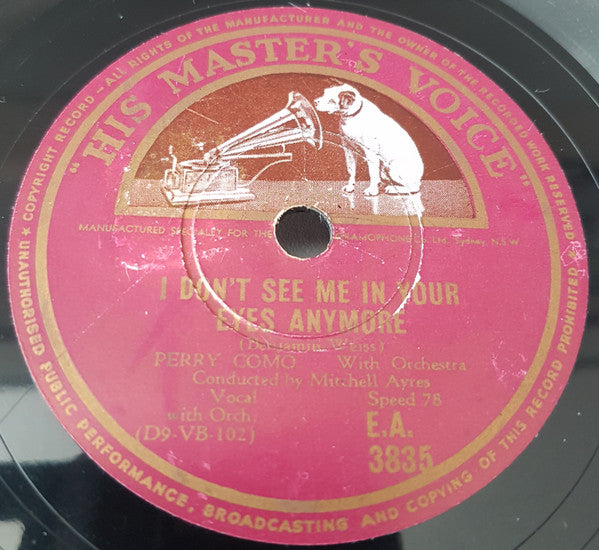 ★ COPYRIGHT RECORD — ALL RIGHTS OF THE MANUFACTURER AND THE OWNER OF THE RECORDED WORK RESERVED
"HIS MASTER'S VOICE"
MANUFACTURED SPECIALLY FOR THE GRAMOPHONE Co. Ltd. Sydney, N.S.W.
I DON'T SEE ME IN YOUR
EYES ANYMORE
(Benjamin Weiss)
PERRY COMO With Orchestra
Conducted by Mitchell Ayres
Vocal Speed 78
with Orch. E.A.
(D9-VB-102) 3835
UNAUTHORISED PUBLIC PERFORMANCE, BROADCASTING AND COPYING OF THIS RECORD PROHIBITED ★